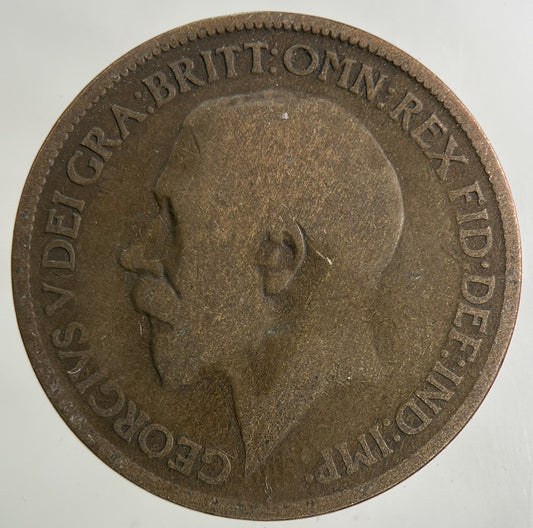 GEORGIVS V DEI GRA: BRITT: OMN: REX FID: DEF: IND: IMP: